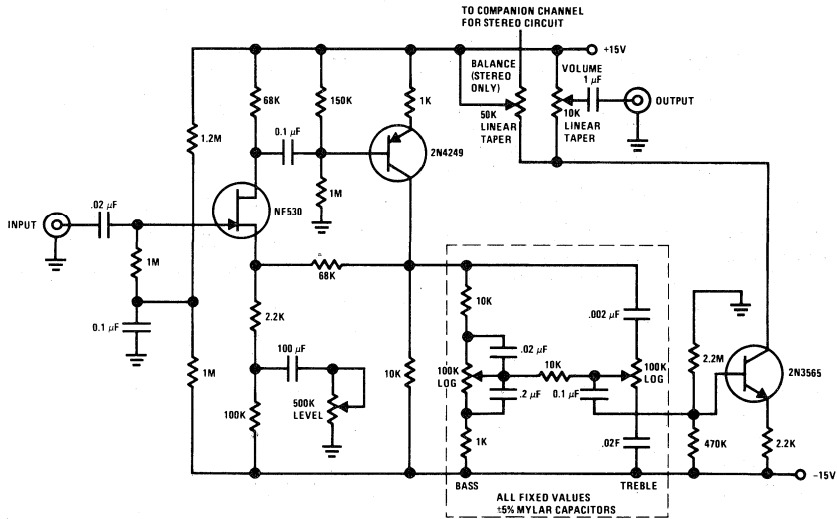 TO COMPANION CHANNEL
FOR STEREO CIRCUIT
+15V
BALANCE
(STEREO
ONLY)
VOLUME
1 µF
OUTPUT
50K
LINEAR
TAPER
10K
LINEAR
TAPER
68K
150K
1K
1.2M
0.1 µF
2N4249
1M
.02 µF
NF530
INPUT
1M
68K
0.1 µF
2.2K
10K
.002 µF
100 µF
.02 µF
2.2M
1M
10K
100K
LOG
10K
100K
LOG
2N3565
500K
LEVEL
.2 µF
0.1 µF
100K
1K
.02F
470K
2.2K
-15V
BASS
TREBLE
ALL FIXED VALUES
±5% MYLAR CAPACITORS